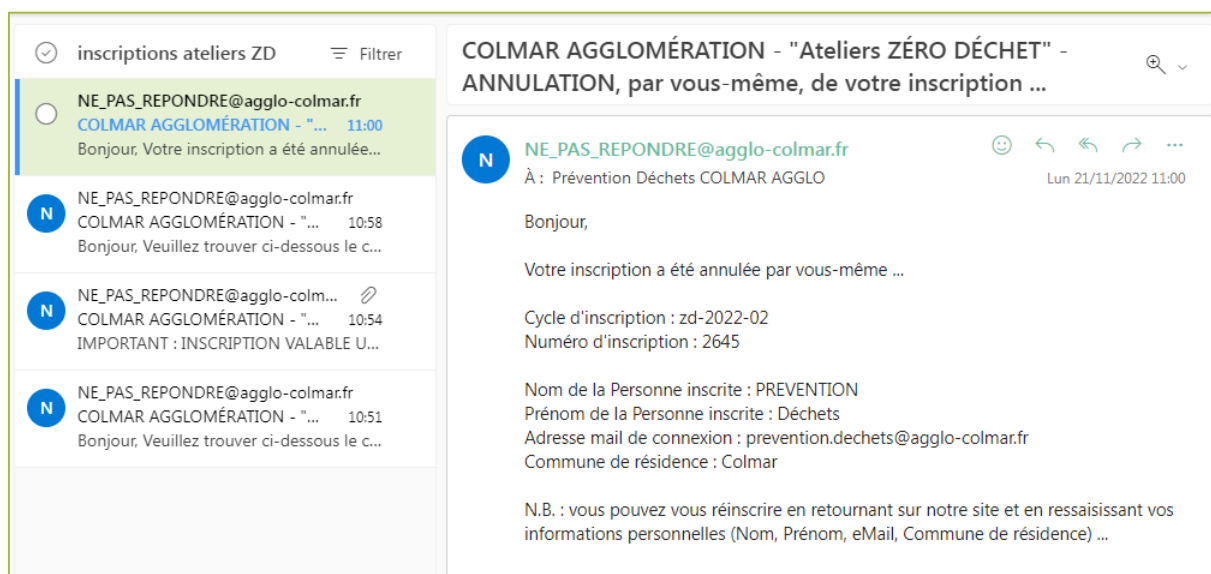 inscriptions ateliers ZD
Filtrer
NE_PAS_REPONDRE@agglo-colmar.fr
COLMAR AGGLOMÉRATION - "... 11:00
Bonjour, Votre inscription a été annulée...
N
NE_PAS_REPONDRE@agglo-colmar.fr
COLMAR AGGLOMÉRATION - "... 10:58
Bonjour, Veuillez trouver ci-dessous le c...
N
NE_PAS_REPONDRE@agglo-colm...
COLMAR AGGLOMÉRATION - "... 10:54
IMPORTANT : INSCRIPTION VALABLE U...
N
NE_PAS_REPONDRE@agglo-colmar.fr
COLMAR AGGLOMÉRATION - "... 10:51
Bonjour, Veuillez trouver ci-dessous le c...
COLMAR AGGLOMÉRATION - "Ateliers ZÉRO DÉCHET" -
ANNULATION, par vous-même, de votre inscription ...
N
NE_PAS_REPONDRE@agglo-colmar.fr
À : Prévention Déchets COLMAR AGGLO
Lun 21/11/2022 11:00
Bonjour,
Votre inscription a été annulée par vous-même ...
Cycle d'inscription : zd-2022-02
Numéro d'inscription : 2645
Nom de la Personne inscrite : PREVENTION
Prénom de la Personne inscrite : Déchets
Adresse mail de connexion : prevention.dechets@agglo-colmar.fr
Commune de résidence : Colmar
N.B. : vous pouvez vous réinscrire en retournant sur notre site et en ressaisissant vos
informations personnelles (Nom, Prénom, eMail, Commune de résidence) ...